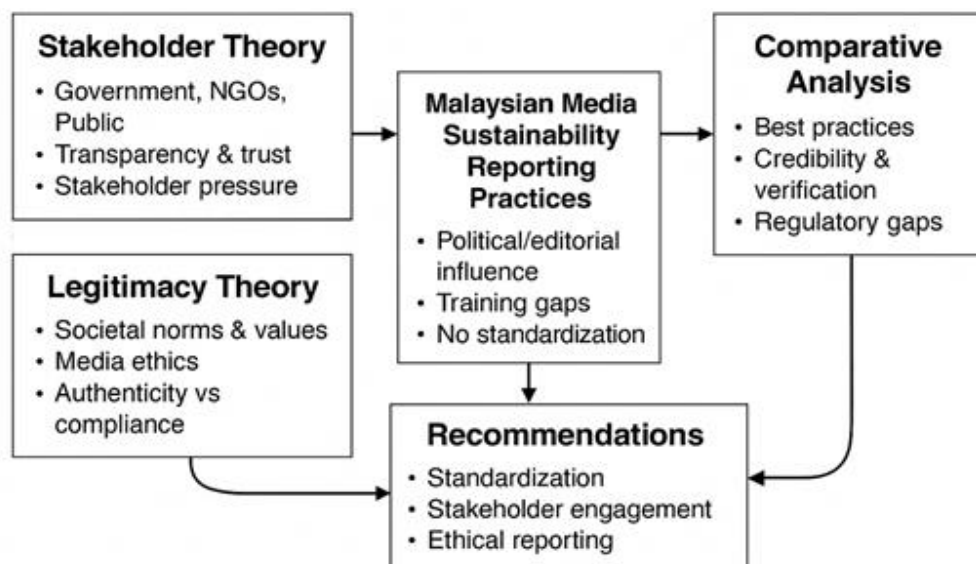 Stakeholder Theory
• Government, NGOs,
Public
• Transparency & trust
• Stakeholder pressure
Legitimacy Theory
• Societal norms & values
• Media ethics
• Authenticity vs
compliance
Malaysian Media
Sustainability
Reporting
Practices
• Political/editorial
influence
• Training gaps
• No standardization
Comparative
Analysis
• Best practices
• Credibility &
verification
• Regulatory gaps
Recommendations
• Standardization
• Stakeholder engagement
• Ethical reporting